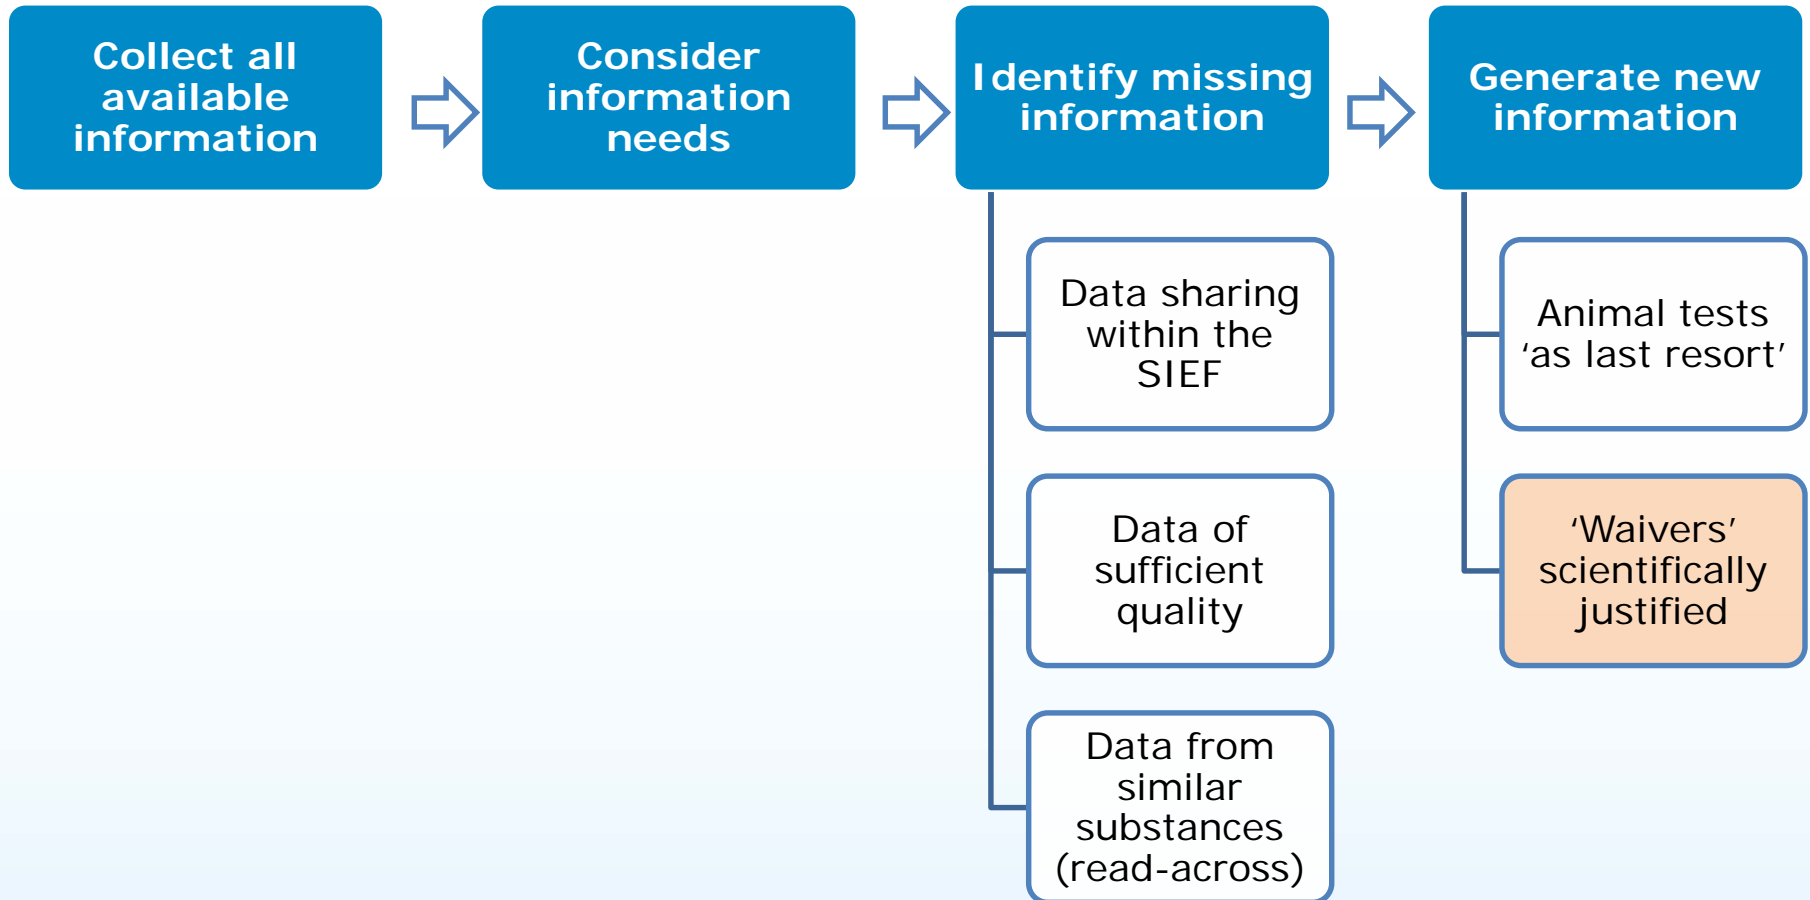 Collect all
available
information
Consider
information
needs
Identify missing
information
Generate new
information
Data sharing
within the
SIEF
Data of
sufficient
quality
Data from
similar
substances
(read-across)
Animal tests
‘as last resort’
‘Waivers’
scientifically
justified